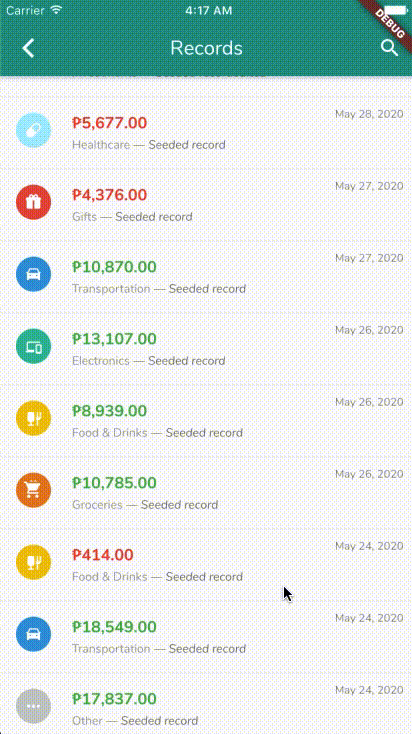 Carrier 4:17 AM
DEBUG
Records
May 28, 2020
₱5,677.00
Healthcare — Seeded record
May 27, 2020
₱4,376.00
Gifts — Seeded record
May 27, 2020
₱10,870.00
Transportation — Seeded record
May 26, 2020
₱13,107.00
Electronics — Seeded record
May 26, 2020
₱8,939.00
Food & Drinks — Seeded record
May 26, 2020
₱10,785.00
Groceries — Seeded record
May 24, 2020
₱414.00
Food & Drinks — Seeded record
May 24, 2020
₱18,549.00
Transportation — Seeded record
May 24, 2020
₱17,837.00
Other — Seeded record